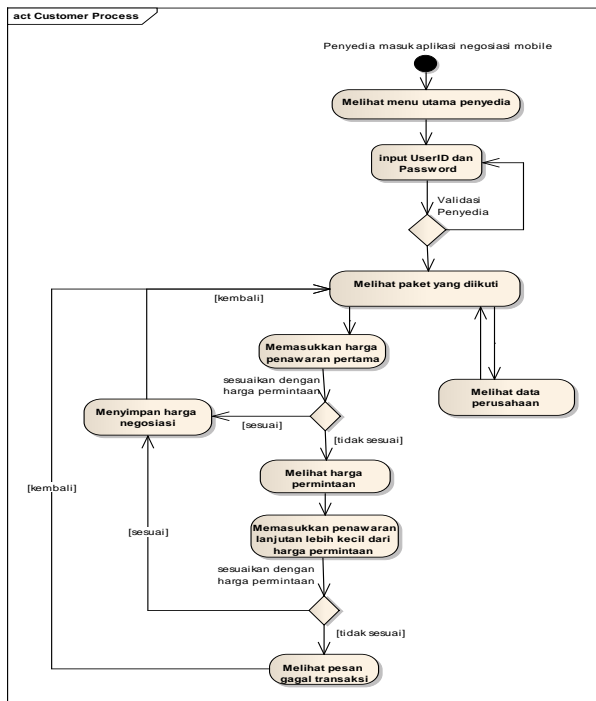 act Customer Process
Penyedia masuk aplikasi negosiasi mobile
Melihat menu utama penyedia
input UserID dan
Password
Validasi
Penyedia
Melihat paket yang diikuti
[kembali]
Memasukkan harga
penawaran pertama
sesuaikan dengan
harga permintaan
Melihat data
perusahaan
Menyimpan harga
negosiasi
[sesuai]
[tidak sesuai]
Melihat harga
permintaan
[kembali]
Memasukkan penawaran
lanjutan lebih kecil dari
harga permintaan
[sesuai]
sesuaikan dengan
harga permintaan
[tidak sesuai]
Melihat pesan
gagal transaksi